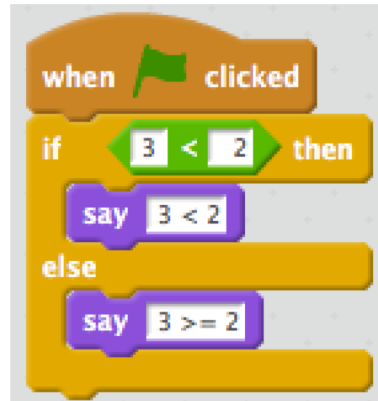 when clicked
if 3 < 2 then
say 3 < 2
else
say 3 >= 2